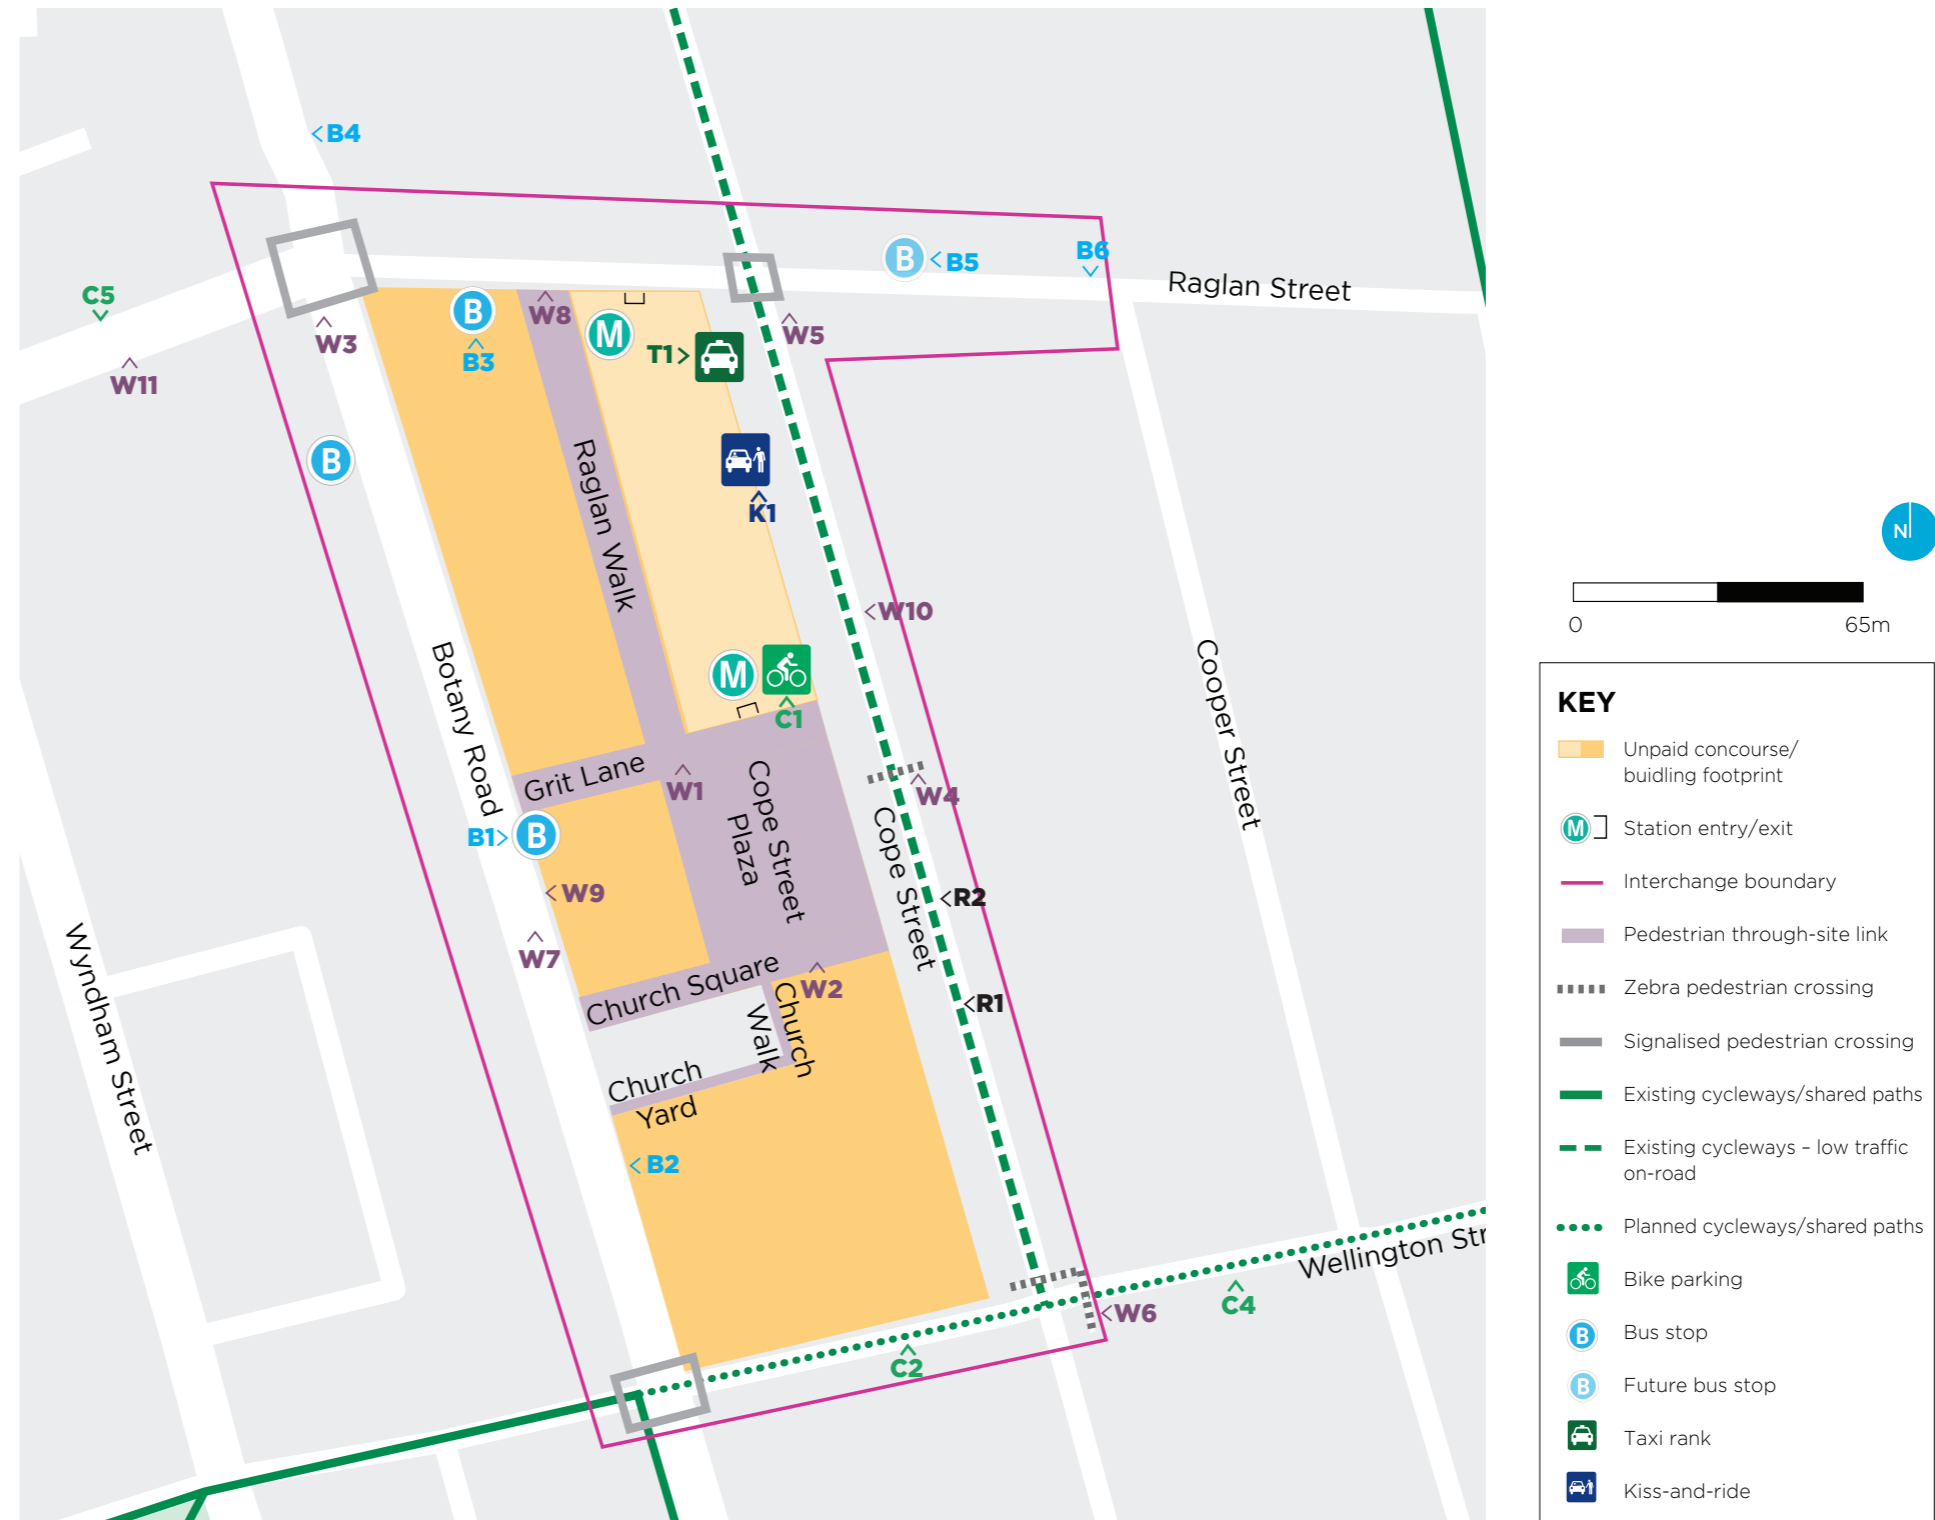 <B4
B6
B
<B5
Raglan Street
C5
W3
W11
B
B3
W8
M
T1>
W5
B
K1
Raglan Walk
<W10
M
C1
Botany Road
Grit Lane
W1
Cope Street
Plaza
W4
Cope Street
Cooper Street
B1>
B
<W9
W7
<R2
<R1
Church Square
W2
Church
Walk
Church
Yard
<B2
Wyndham Street
Wellington Str
C4
<W6
C2
N
0
65m
KEY
Unpaid concourse/
buidling footprint
M
Station entry/exit
Interchange boundary
Pedestrian through-site link
Zebra pedestrian crossing
Signalised pedestrian crossing
Existing cycleways/shared paths
Existing cycleways – low traffic
on-road
Planned cycleways/shared paths
Bike parking
B
Bus stop
B
Future bus stop
Taxi rank
Kiss-and-ride